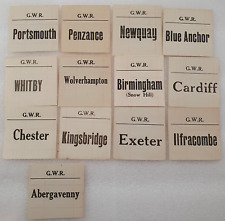 G.W.R.
Portsmouth
G.W.R.
Penzance
G.W.R.
Newquay
G.W.R.
Blue Anchor
G.W.R.
WHITBY
G.W.R.
Wolverhampton
G.W.R.
Birmingham
(Snow Hill)
G.W.R.
Cardiff
G.W.R.
Chester
G.W.R.
Kingsbridge
G.W.R.
Exeter
G.W.R.
Ilfracombe
G.W.R.
Abergavenny